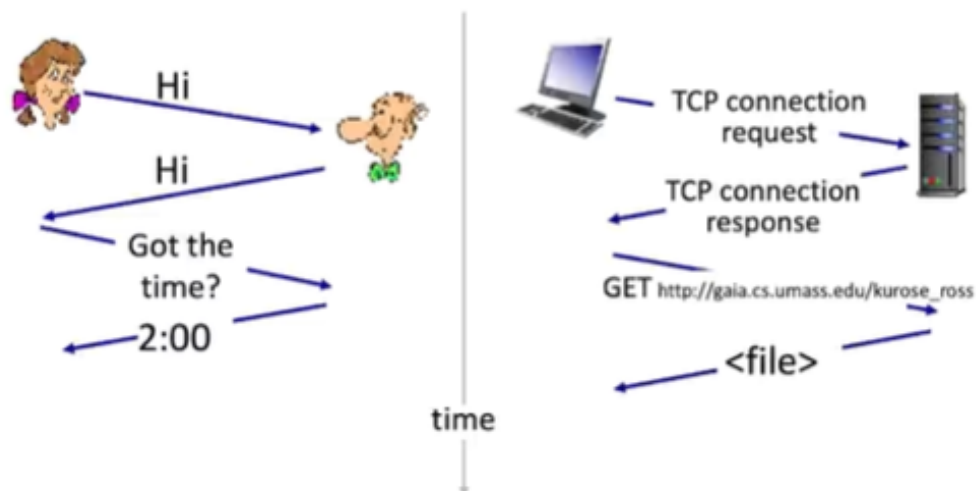 Hi
Hi
Got the
time?
2:00
TCP connection
request
TCP connection
response
GET http://gaia.cs.umass.edu/kurose_ross
<file>
time